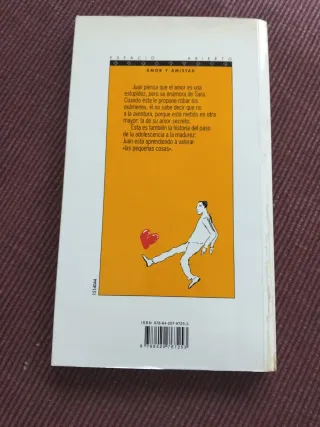 ESPACIO ABIERTO
AMOR Y AMISTAD
Juan piensa que el amor es una
estupidez, pero se enamora de Sara.
Cuando ésta le propone robar los
exámenes, él no sabe decir que no
a la aventura, porque está metido en otra
mayor: la de su amor secreto.
Ésta es también la historia del paso
de la adolescencia a la madurez:
Juan está aprendiendo a valorar
«las pequeñas cosas».
ISBN